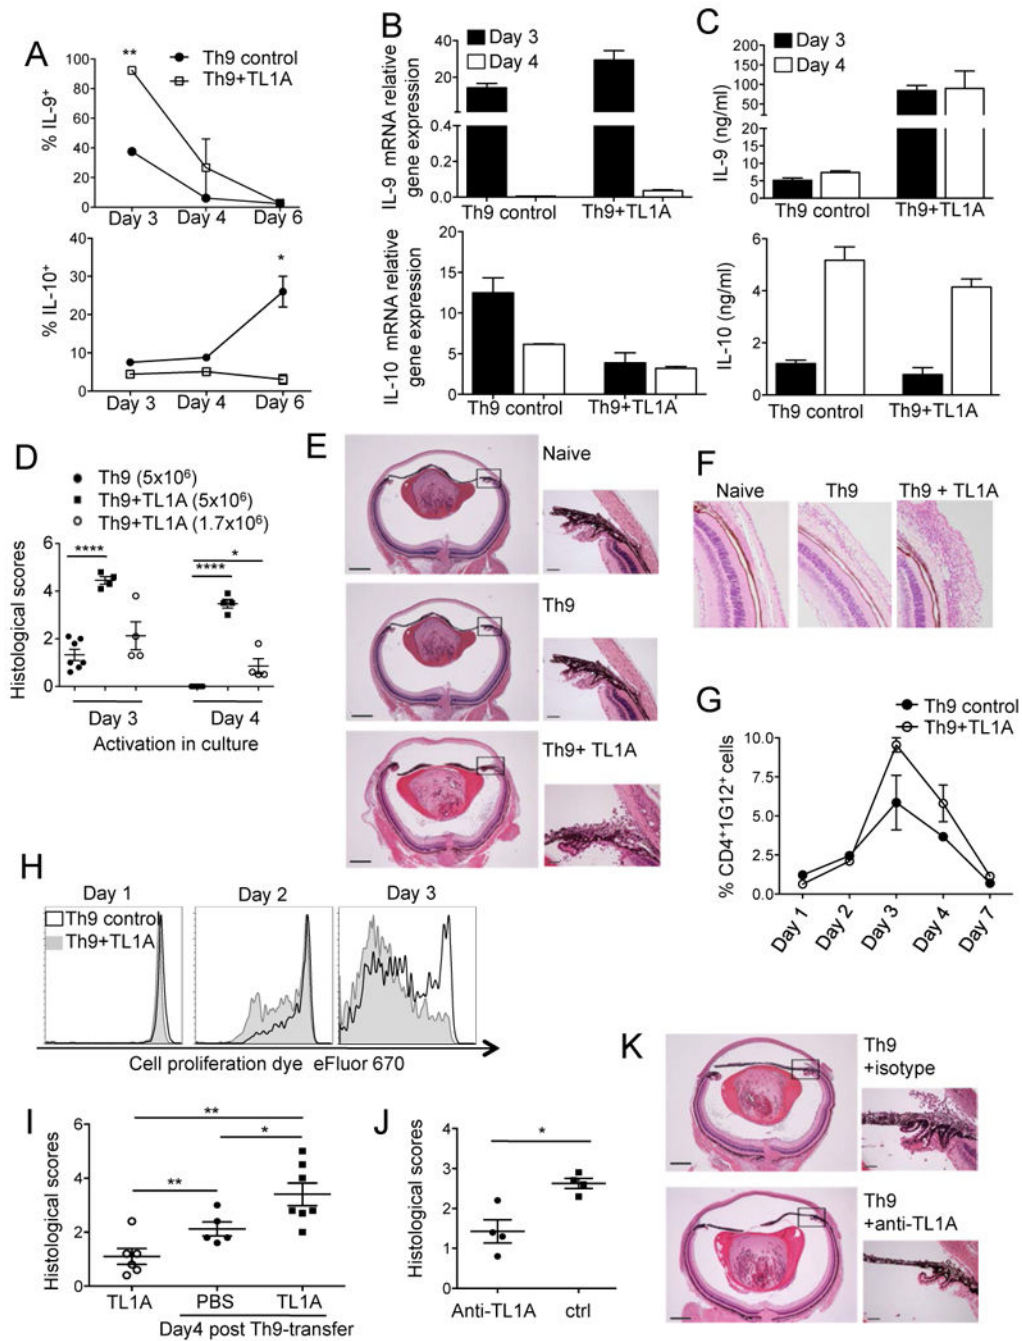 A
Th9 control
Th9+TL1A
**
% IL-9⁺
100
80
60
40
20
0
Day 3 Day 4 Day 6
*
% IL-10⁺
40
30
20
10
0
Day 3 Day 4 Day 6
B
Day 3
Day 4
IL-9 mRNA relative
gene expression
40
20
0.4
0.2
0.0
Th9 control Th9+TL1A
IL-10 mRNA relative
gene expression
20
15
10
5
0
Th9 control Th9+TL1A
C
Day 3
Day 4
IL-9 (ng/ml)
200
150
100
50
20
15
10
5
0
Th9 control Th9+TL1A
IL-10 (ng/ml)
6
4
2
0
Th9 control Th9+TL1A
D
Th9 (5x10⁶)
Th9+TL1A (5x10⁶)
Th9+TL1A (1.7x10⁶)
Histological scores
6
4
2
0
****
*
****
Day 3 Day 4
Activation in culture
E
Naive
Th9
Th9+ TL1A
F
Naive Th9 Th9 + TL1A
G
Th9 control
Th9+TL1A
% CD4⁺1G12⁺ cells
10.0
7.5
5.0
2.5
0.0
Day 1 Day 2 Day 3 Day 4 Day 7
H
Day 1 Day 2 Day 3
Th9 control
Th9+TL1A
Cell proliferation dye eFluor 670
I
Histological scores
6
4
2
0
**
*
**
TL1A PBS TL1A
Day4 post Th9-transfer
J
Histological scores
4
3
2
1
0
*
Anti-TL1A ctrl
K
Th9
+isotype
Th9
+anti-TL1A